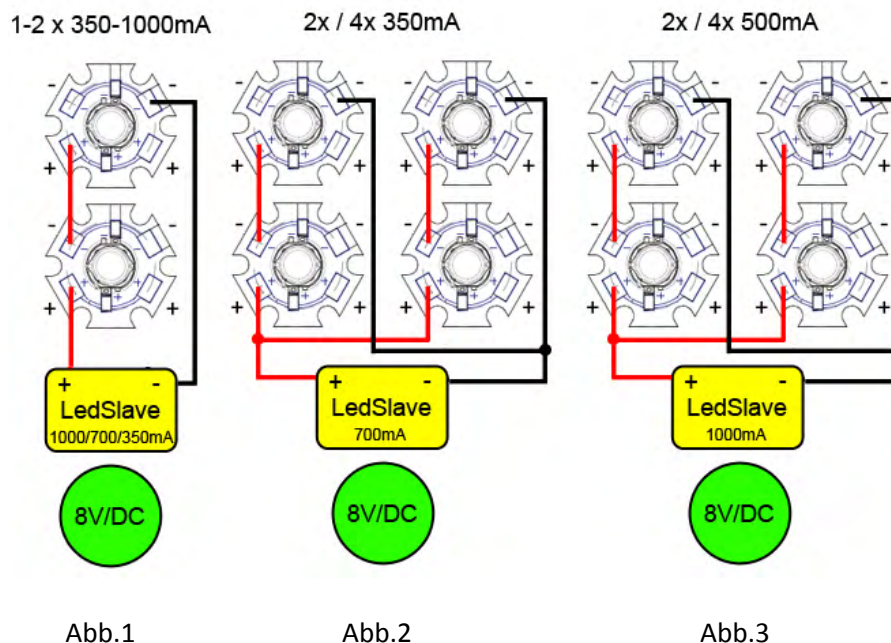 1-2 x 350-1000mA
2x / 4x 350mA
2x / 4x 500mA
- -
+ +
- -
+ +
+ -
LedSlave
1000/700/350mA
8V/DC
Abb.1
- - - -
+ + + +
- - - -
+ + + +
+ -
LedSlave
700mA
8V/DC
Abb.2
- - -
+ + +
- - -
+ + +
+ -
LedSlave
1000mA
8V/DC
Abb.3